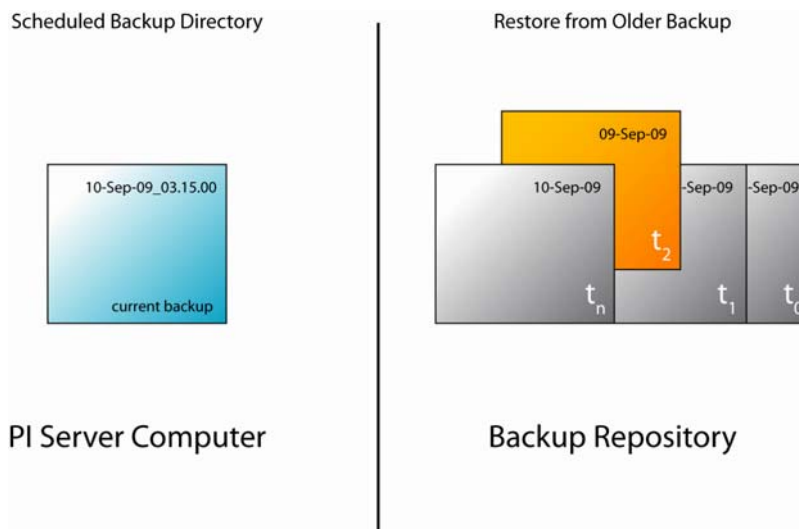 Scheduled Backup Directory
10-Sep-09_03.15.00
current backup
PI Server Computer
Restore from Older Backup
09-Sep-09
10-Sep-09
-Sep-09
-Sep-09
t2
tn
t1
t0
Backup Repository